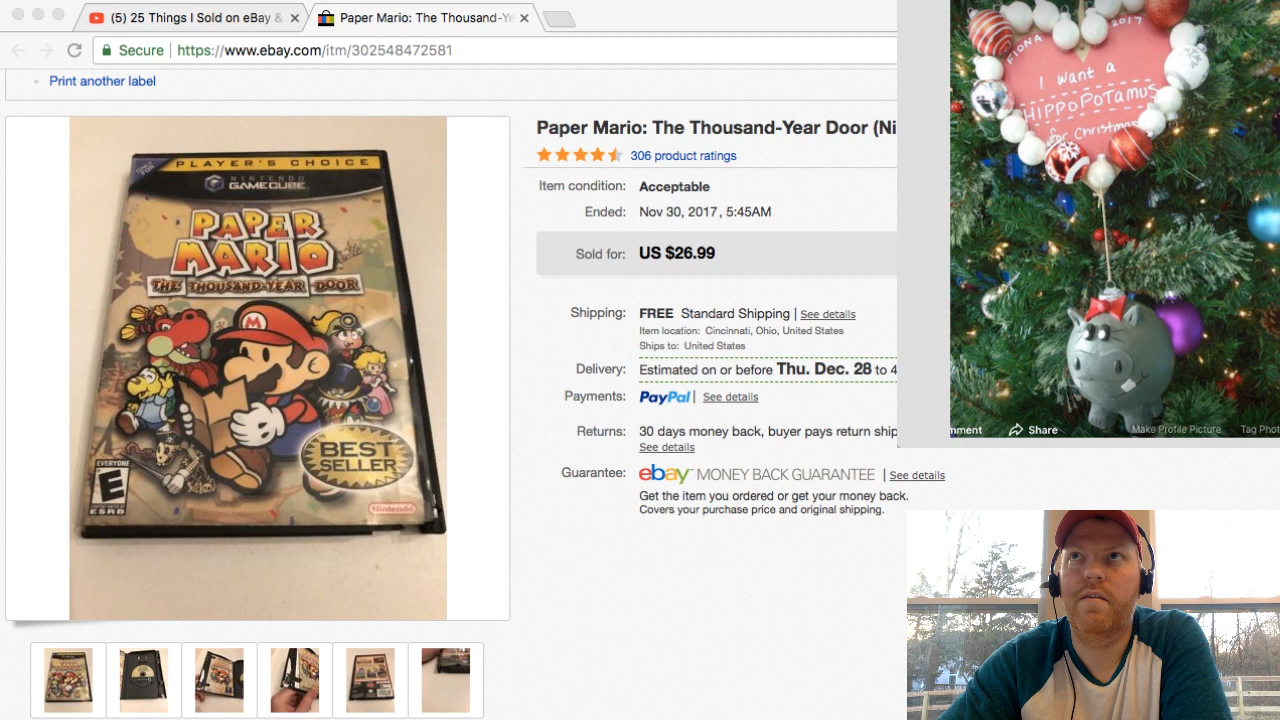 (5) 25 Things I Sold on eBay &
Paper Mario: The Thousand-Ye
Secure
https://www.ebay.com/itm/302548472581
Print another label
PLAYER'S CHOICE
NINTENDO
GAMECUBE
PAPER
MARIO
THE THOUSAND-YEAR DOOR
BEST
SELLER
EVERYONE
E
ESRB
Nintendo
Paper Mario: The Thousand-Year Door (Ni
306 product ratings
Item condition: Acceptable
Ended: Nov 30, 2017, 5:45AM
Sold for: US $26.99
Shipping: FREE Standard Shipping | See details
Item location: Cincinnati, Ohio, United States
Ships to: United States
Delivery: Estimated on or before Thu. Dec. 28 to 4
Payments: PayPal | See details
Returns: 30 days money back, buyer pays return ship
See details
Guarantee: ebay MONEY BACK GUARANTEE | See details
Get the item you ordered or get your money back.
Covers your purchase price and original shipping.
FIONA 2017
I want a
HIPPOPOTAMUS
for Christmas
nment Share Make Profile Picture Tag Phot